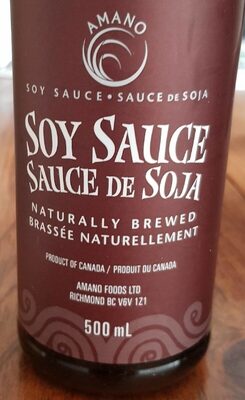 AMANO
SOY SAUCE • SAUCE DE SOJA
SOY SAUCE
SAUCE DE SOJA
NATURALLY BREWED
BRASSÉE NATURELLEMENT
PRODUCT OF CANADA / PRODUIT DU CANADA
AMANO FOODS LTD
RICHMOND BC V6V 1Z1
500 mL